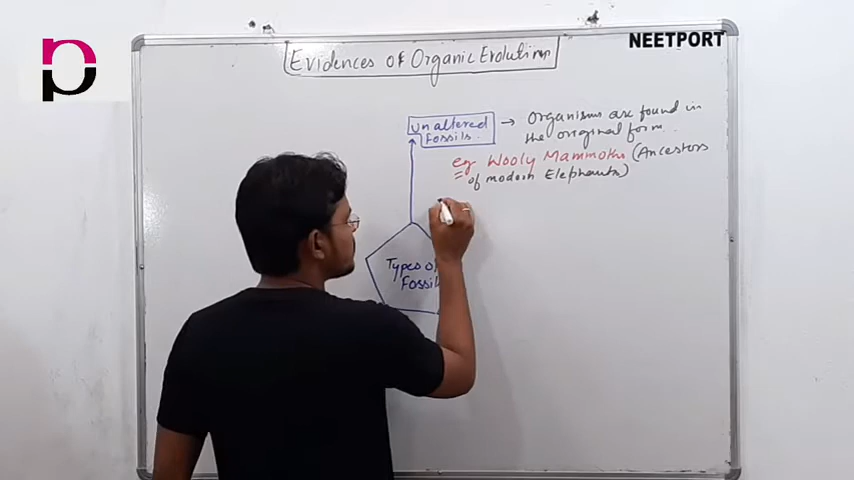 NEETPORT
Evidences of Organic Evolution
Unaltered → Organisms are found in
Fossils. the original form.
eg Wooly Mammoths (Ancestors
of modern Elephants)
Types of
Fossil